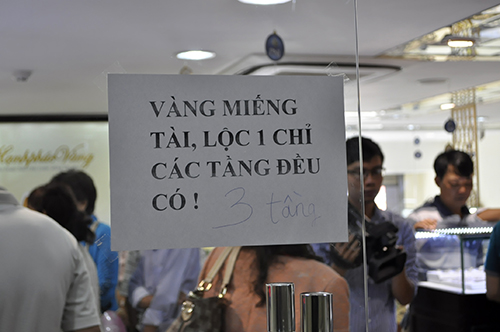 VÀNG MIẾNG
TÀI, LỘC 1 CHỈ
CÁC TẦNG ĐỀU
CÓ! 3 tầng